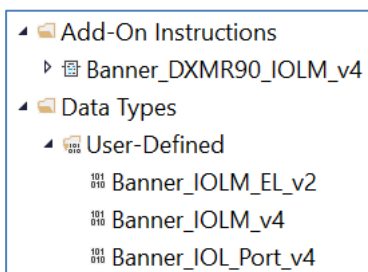 Add-On Instructions
Banner_DXMR90_IOLM_v4
Data Types
User-Defined
Banner_IOLM_EL_v2
Banner_IOLM_v4
Banner_IOL_Port_v4